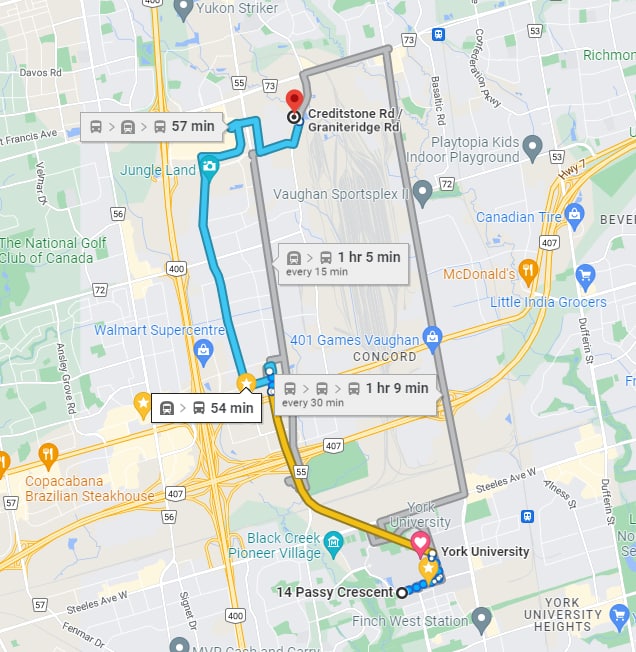 Yukon Striker
Davos Rd
55
53
Confederation Pkwy
Richmon
Basaltic Rd
55
73
Creditstone Rd /
Graniteridge Rd
57 min
t Francis Ave
Playtopia Kids
Indoor Playground
53
Jungle Land
Hwy 7
Velmar Dr
Vaughan Sportsplex II
56
Canadian Tire
BEVE
The National Golf
Club of Canada
407
1 hr 5 min
every 15 min
400
McDonald's
72
Little India Grocers
Walmart Supercentre
Dufferin St
401 Games Vaughan
CONCORD
Ansley Grove Rd
1 hr 9 min
every 30 min
54 min
407
55
Copacabana
Brazilian Steakhouse
407
Steeles Ave W
Alness St
57
York
University
Black Creek
Pioneer Village
Dufferin St
York University
14 Passy Crescent
57
Steeles Ave W
Signet Dr
Finch West Station
YORK
UNIVERSITY
HEIGHTS
Fenmar Dr
400
56
MVP Cash and Carry